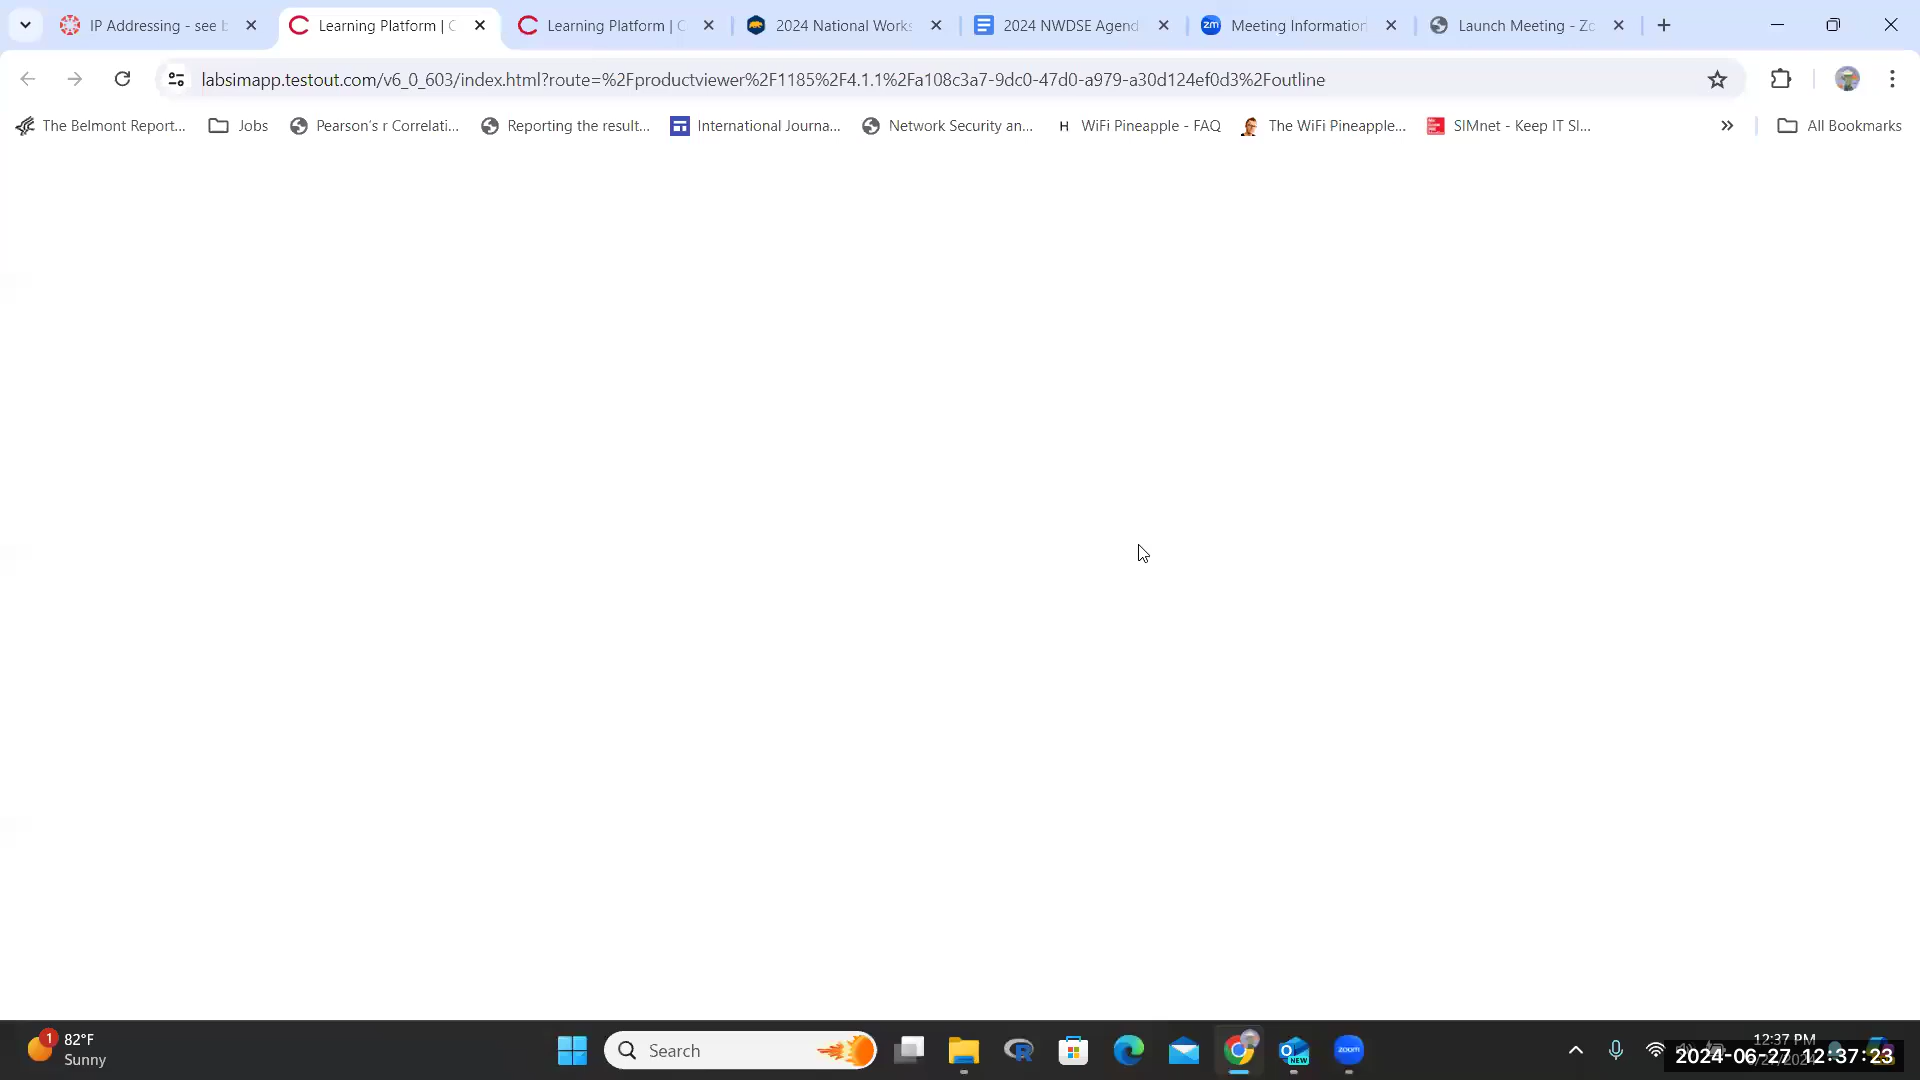 IP Addressing - see b
Learning Platform | C
Learning Platform | C
2024 National Works
2024 NWDSE Agend
Meeting Information
Launch Meeting - Zo
labsimapp.testout.com/v6_0_603/index.html?route=%2Fproductviewer%2F1185%2F4.1.1%2Fa108c3a7-9dc0-47d0-a979-a30d124ef0d3%2Foutline
The Belmont Report...
Jobs
Pearson's r Correlati...
Reporting the result...
International Journa...
Network Security an...
H WiFi Pineapple - FAQ
The WiFi Pineapple...
SIMnet - Keep IT SI...
All Bookmarks
1
82°F
Sunny
Search
NEW
zoom
12:37 PM
2024-06-27 12:37:23